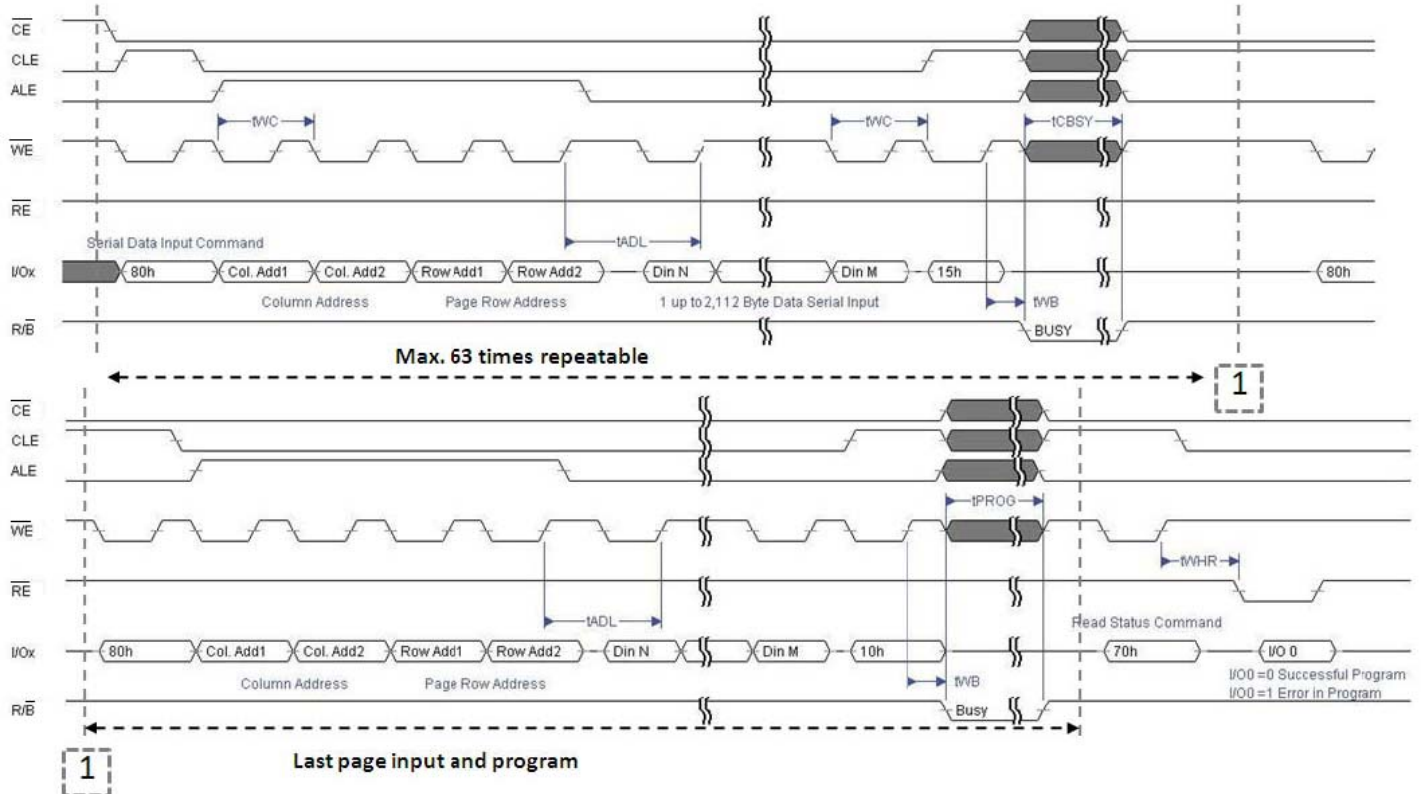 CE
CLE
ALE
tWC
tWC
tCBSY
WE
RE
tADL
Serial Data Input Command
I/Ox
80h
Col. Add1
Col. Add2
Row Add1
Row Add2
Din N
Din M
15h
80h
Column Address
Page Row Address
1 up to 2,112 Byte Data Serial Input
tWB
R/B
BUSY
Max. 63 times repeatable
1
CE
CLE
ALE
tPROG
WE
tWHR
RE
tADL
Read Status Command
I/Ox
80h
Col. Add1
Col. Add2
Row Add1
Row Add2
Din N
Din M
10h
70h
I/O 0
Column Address
Page Row Address
tWB
I/O0 =0 Successful Program
I/O0 =1 Error in Program
R/B
Busy
Last page input and program
1